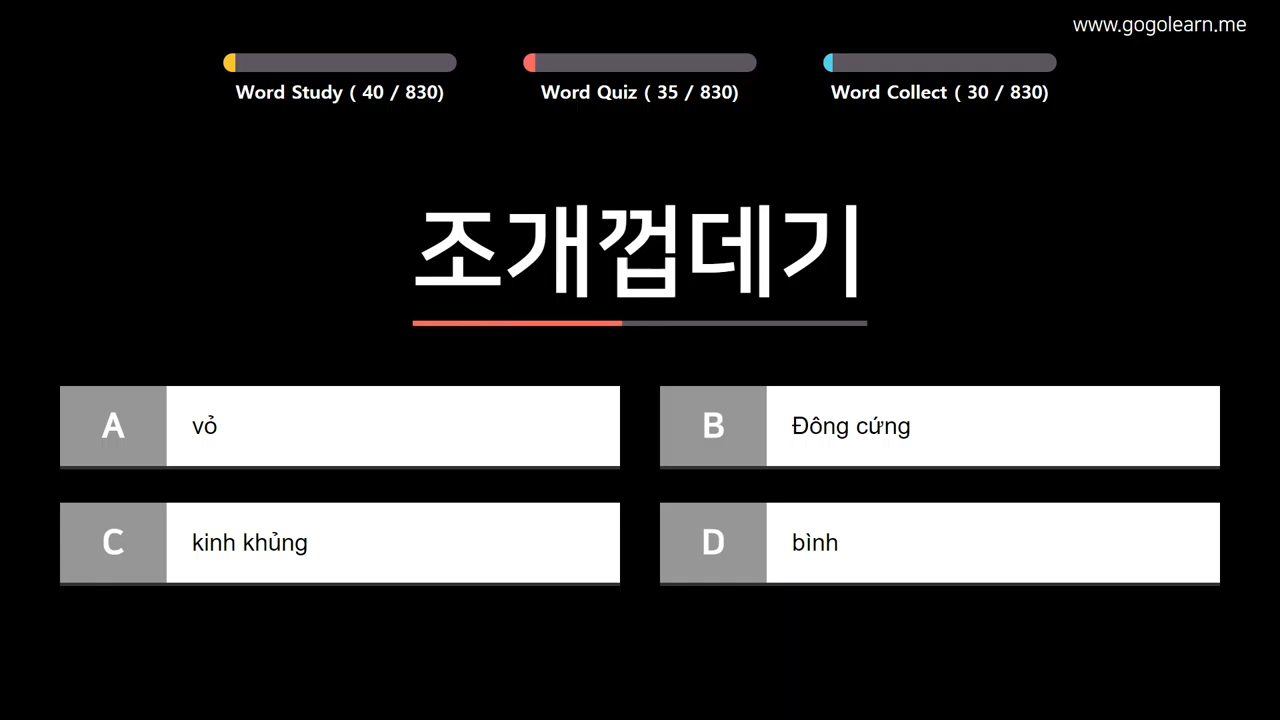 www.gogolearn.me
Word Study ( 40 / 830)
Word Quiz ( 35 / 830)
Word Collect ( 30 / 830)
조개껍데기
A vỏ
B Đông cứng
C kinh khủng
D bình